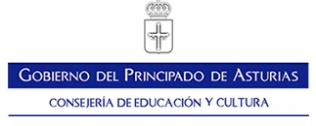 GOBIERNO DEL PRINCIPADO DE ASTURIAS
CONSEJERÍA DE EDUCACIÓN Y CULTURA